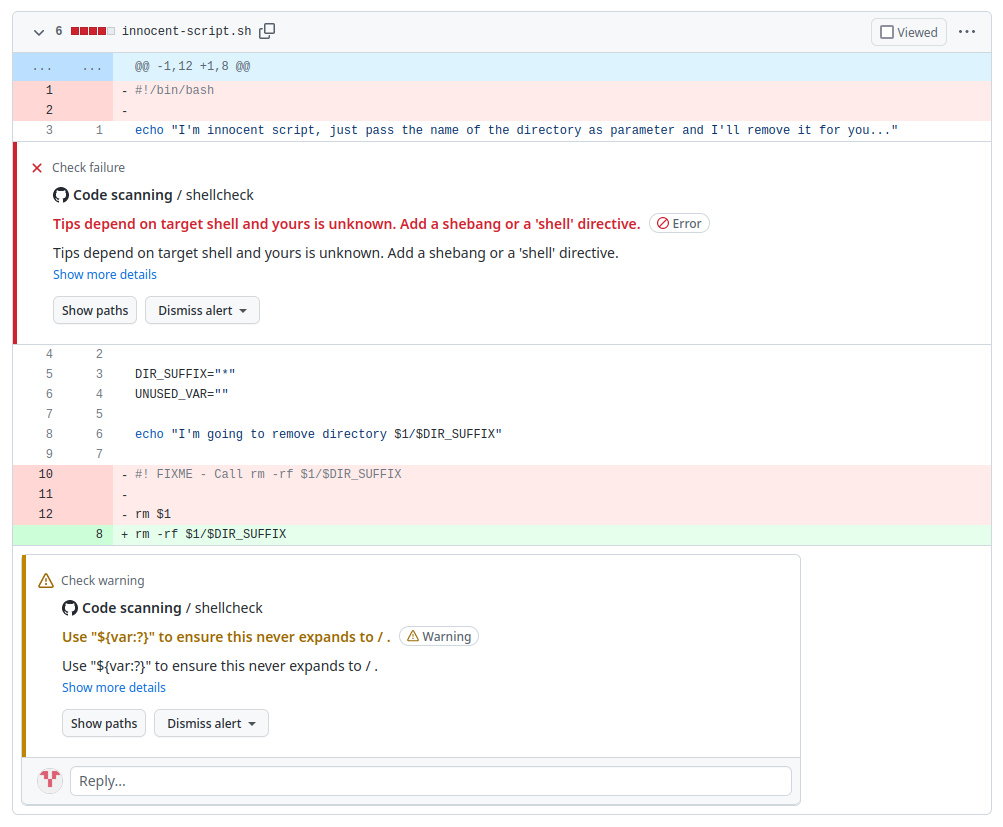 6 innocent-script.sh Viewed ...
... ... @@ -1,12 +1,8 @@
1 - #!/bin/bash
2 -
3 1 echo "I'm innocent script, just pass the name of the directory as parameter and I'll remove it for you..."
Check failure
Code scanning / shellcheck
Tips depend on target shell and yours is unknown. Add a shebang or a 'shell' directive. Error
Tips depend on target shell and yours is unknown. Add a shebang or a 'shell' directive.
Show more details
Show paths Dismiss alert
4 2
5 3 DIR_SUFFIX="*"
6 4 UNUSED_VAR=""
7 5
8 6 echo "I'm going to remove directory $1/$DIR_SUFFIX"
9 7
10 - #! FIXME - Call rm -rf $1/$DIR_SUFFIX
11 -
12 - rm $1
8 + rm -rf $1/$DIR_SUFFIX
Check warning
Code scanning / shellcheck
Use "${var:?}" to ensure this never expands to / . Warning
Use "${var:?}" to ensure this never expands to / .
Show more details
Show paths Dismiss alert
Reply...